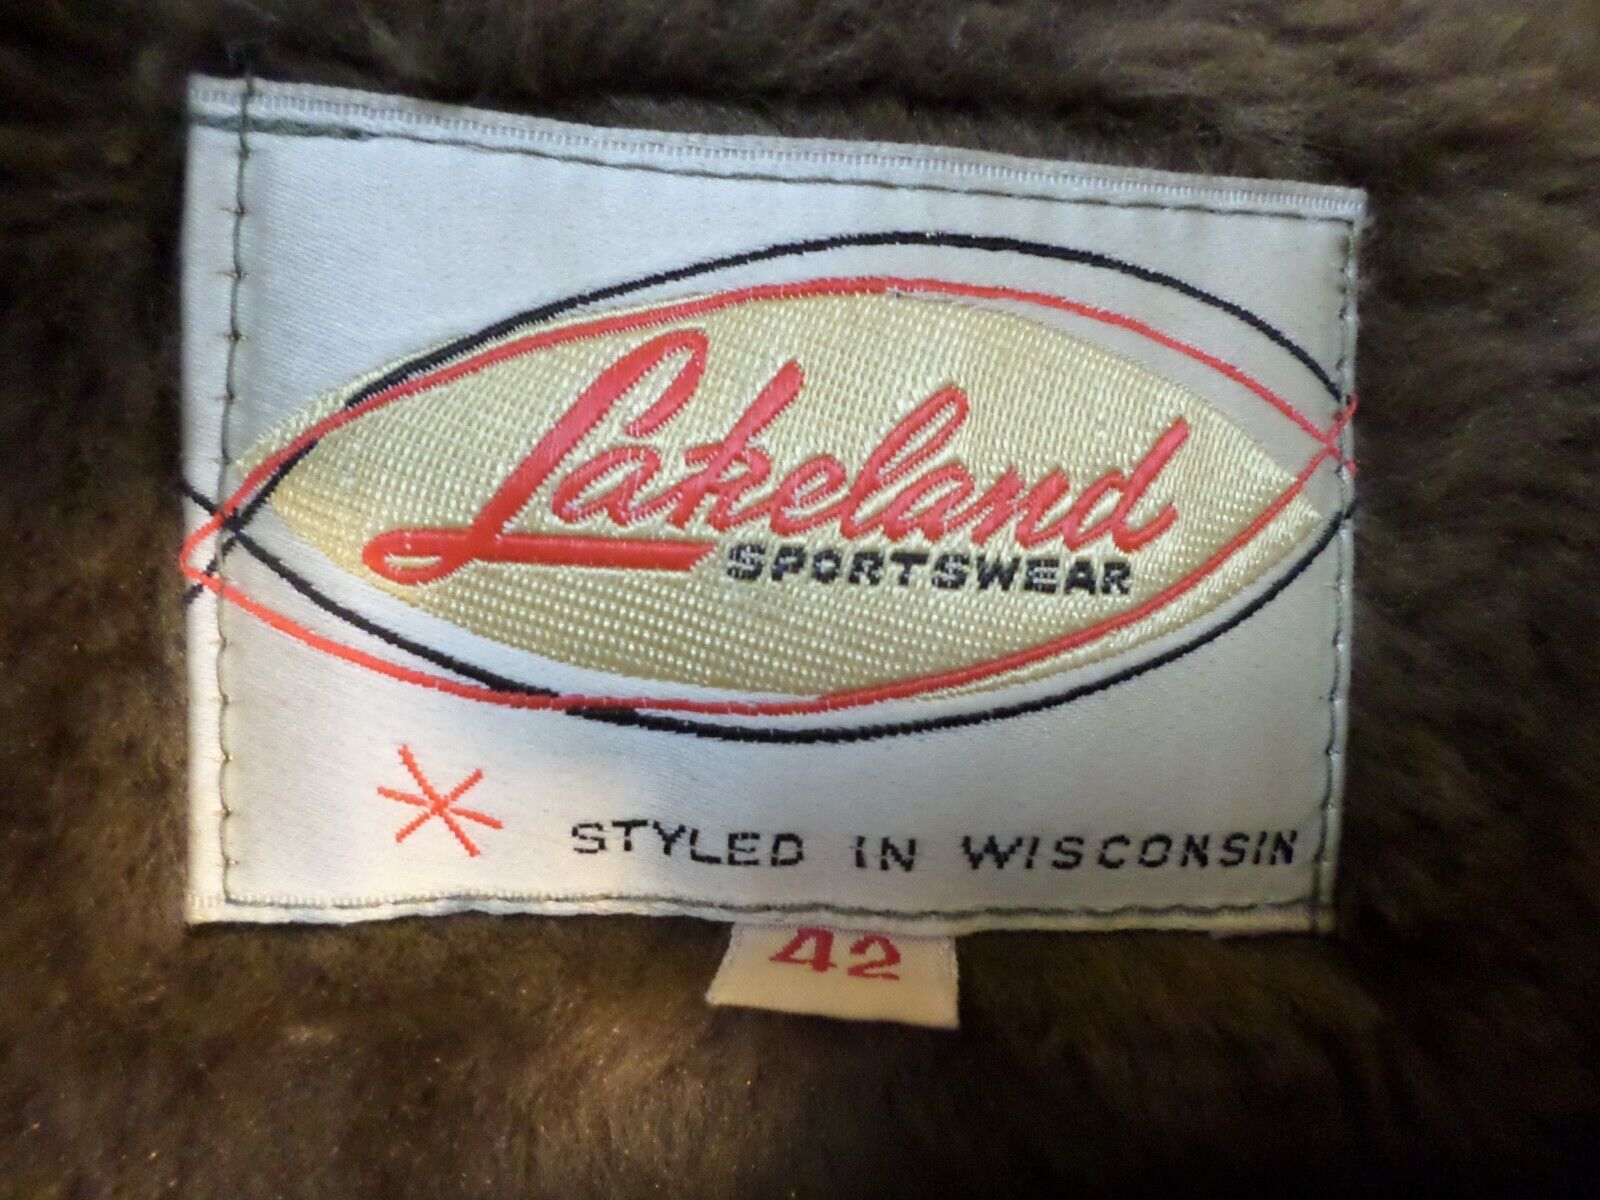 Lakeland
SPORTSWEAR
STYLED IN WISCONSIN
42